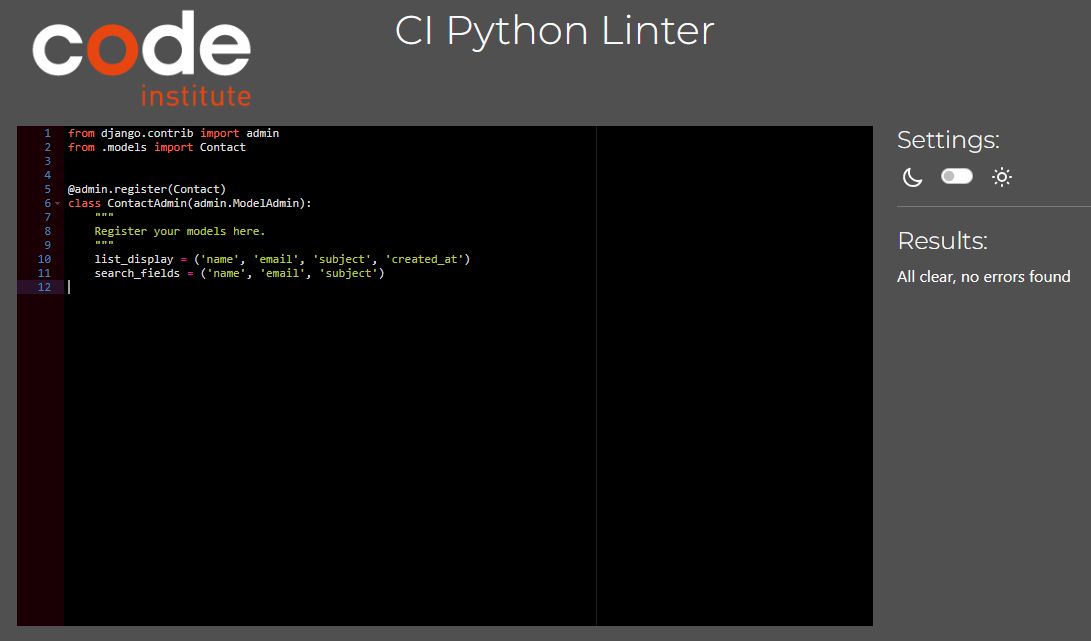 code
institute
CI Python Linter
1 from django.contrib import admin
2 from .models import Contact
3
4
5 @admin.register(Contact)
6 class ContactAdmin(admin.ModelAdmin):
7     """
8     Register your models here.
9     """
10     list_display = ('name', 'email', 'subject', 'created_at')
11     search_fields = ('name', 'email', 'subject')
12
Settings:
Results:
All clear, no errors found